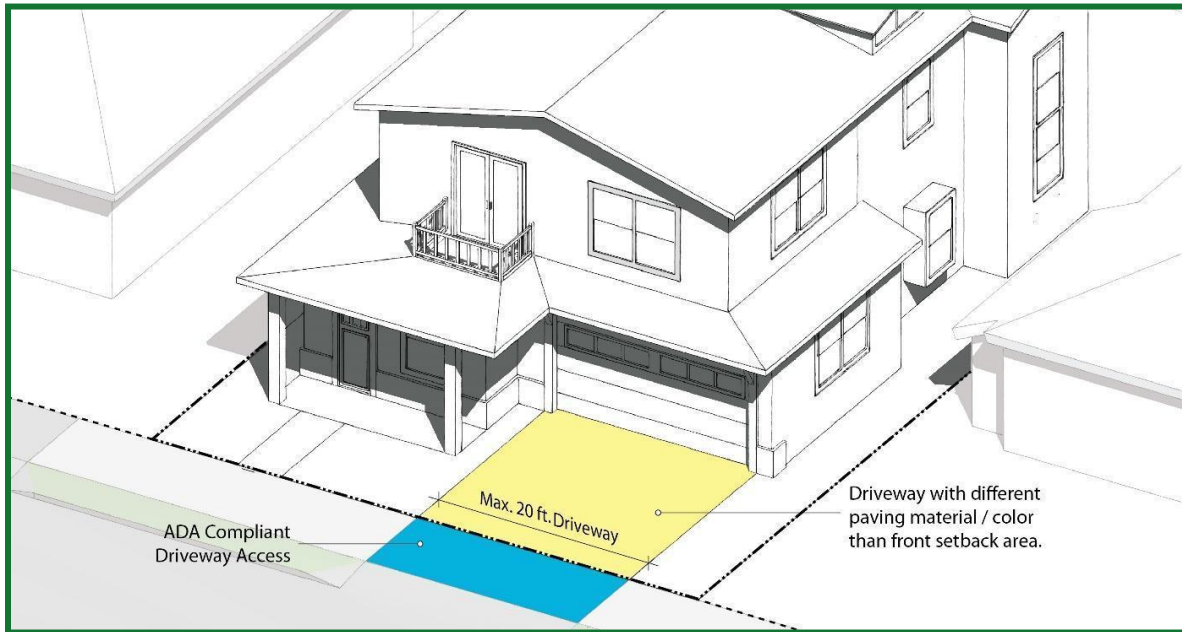 Max. 20 ft. Driveway
ADA Compliant
Driveway Access
Driveway with different
paving material / color
than front setback area.